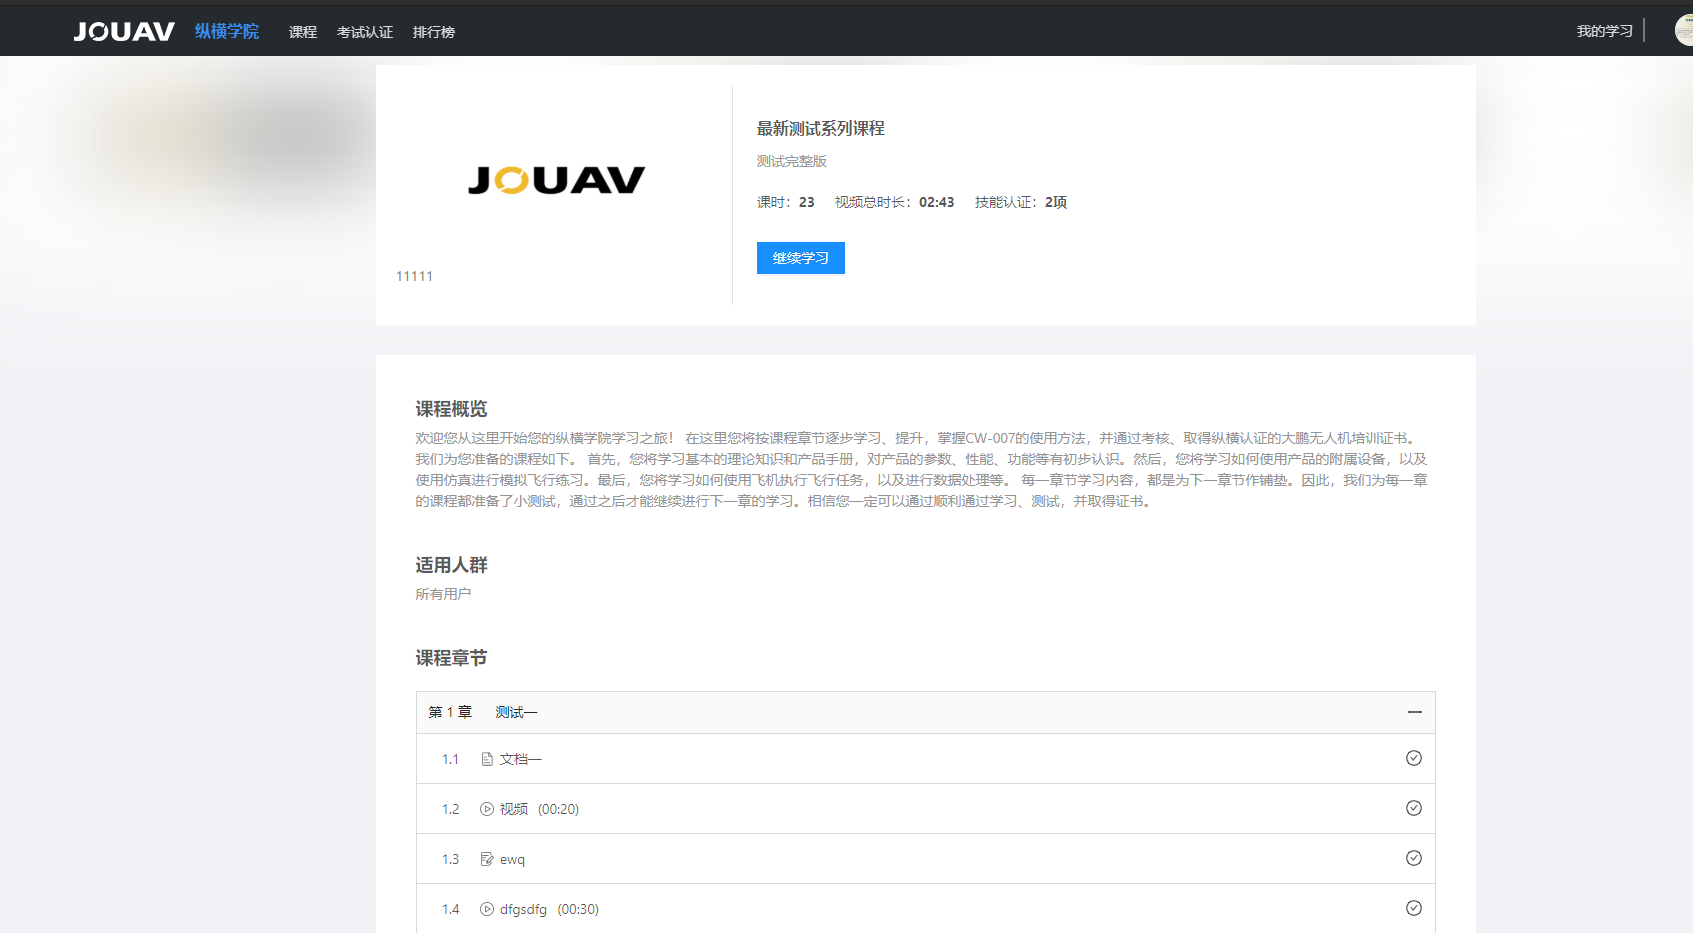 JOUAV 纵横学院 课程 考试认证 排行榜 我的学习
JOUAV
11111
最新测试系列课程
测试完整版
课时：23 视频总时长：02:43 技能认证：2项
继续学习
课程概览
欢迎您从这里开始您的纵横学院学习之旅！ 在这里您将按课程章节逐步学习、提升，掌握CW-007的使用方法，并通过考核、取得纵横认证的大鹏无人机培训证书。
我们为您准备的课程如下。 首先，您将学习基本的理论知识和产品手册，对产品的参数、性能、功能等有初步认识。然后，您将学习如何使用产品的附属设备，以及
使用仿真进行模拟飞行练习。最后，您将学习如何使用飞机执行飞行任务，以及进行数据处理等。 每一章节学习内容，都是为下一章节作铺垫。因此，我们为每一章
的课程都准备了小测试，通过之后才能继续进行下一章的学习。相信您一定可以通过顺利通过学习、测试，并取得证书。
适用人群
所有用户
课程章节
第 1 章 测试一
1.1 文档一
1.2 视频 (00:20)
1.3 ewq
1.4 dfgsdfg (00:30)